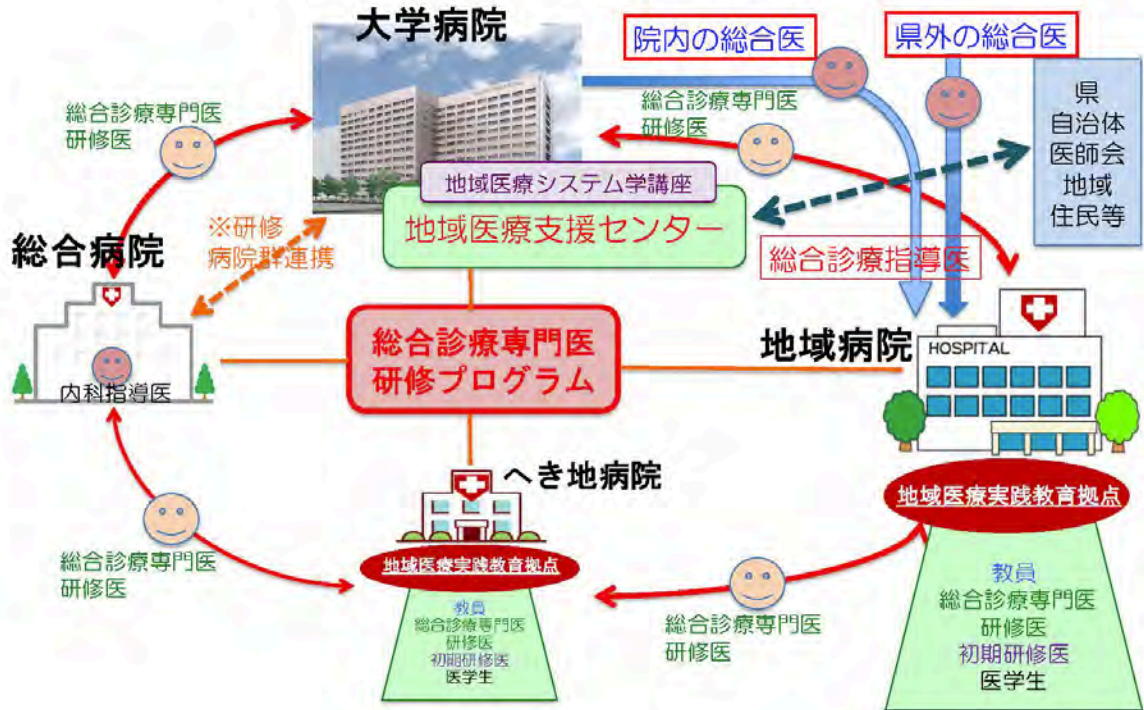 大学病院
院内の総合医
県外の総合医
総合診療専門医
研修医
総合診療専門医
研修医
県
自治体
医師会
地域
住民等
地域医療システム学講座
地域医療支援センター
※研修
病院群連携
総合病院
総合診療指導医
内科指導医
総合診療専門医
研修プログラム
地域病院
HOSPITAL
へき地病院
地域医療実践教育拠点
教員
総合診療専門医
研修医
初期研修医
医学生
地域医療実践教育拠点
教員
総合診療専門医
研修医
初期研修医
医学生
総合診療専門医
研修医
総合診療専門医
研修医